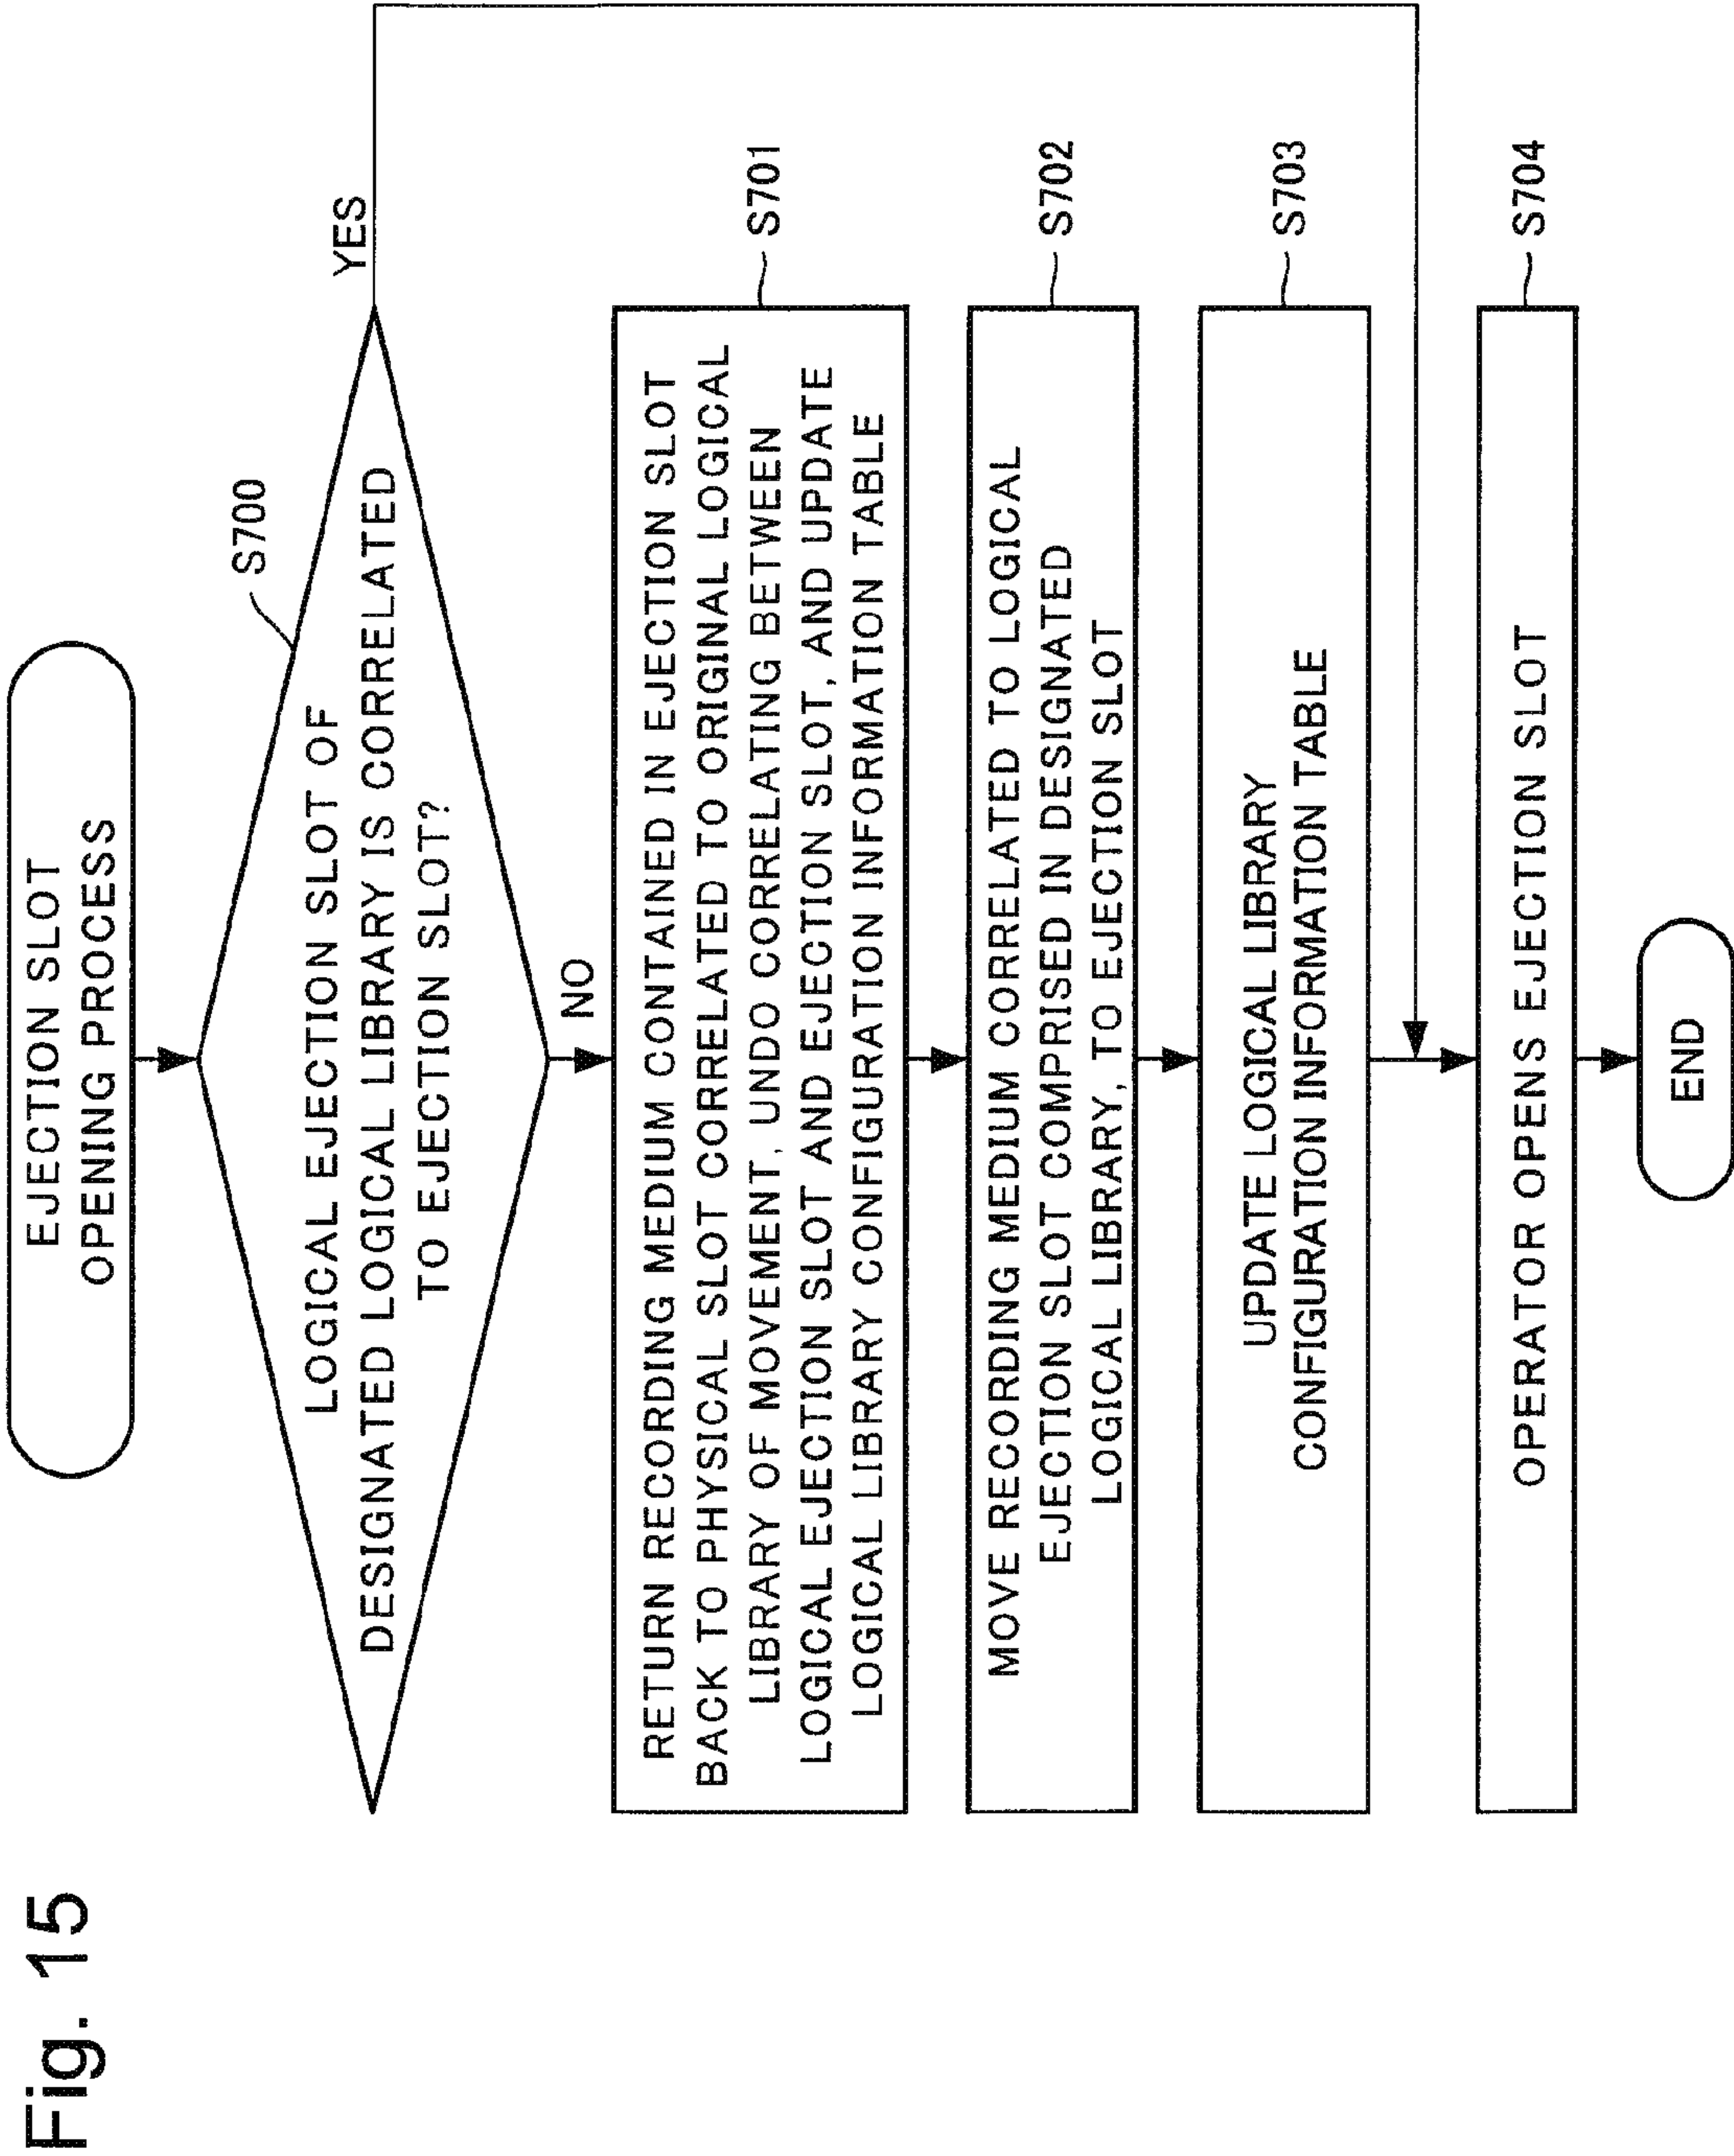 Fig. 15
EJECTION SLOT
OPENING PROCESS
S700
LOGICAL EJECTION SLOT OF
DESIGNATED LOGICAL LIBRARY IS CORRELATED
TO EJECTION SLOT?
YES
NO
S701
RETURN RECORDING MEDIUM CONTAINED IN EJECTION SLOT
BACK TO PHYSICAL SLOT CORRELATED TO ORIGINAL LOGICAL
LIBRARY OF MOVEMENT, UNDO CORRELATING BETWEEN
LOGICAL EJECTION SLOT AND EJECTION SLOT, AND UPDATE
LOGICAL LIBRARY CONFIGURATION INFORMATION TABLE
S702
MOVE RECORDING MEDIUM CORRELATED TO LOGICAL
EJECTION SLOT COMPRISED IN DESIGNATED
LOGICAL LIBRARY, TO EJECTION SLOT
S703
UPDATE LOGICAL LIBRARY
CONFIGURATION INFORMATION TABLE
S704
OPERATOR OPENS EJECTION SLOT
END